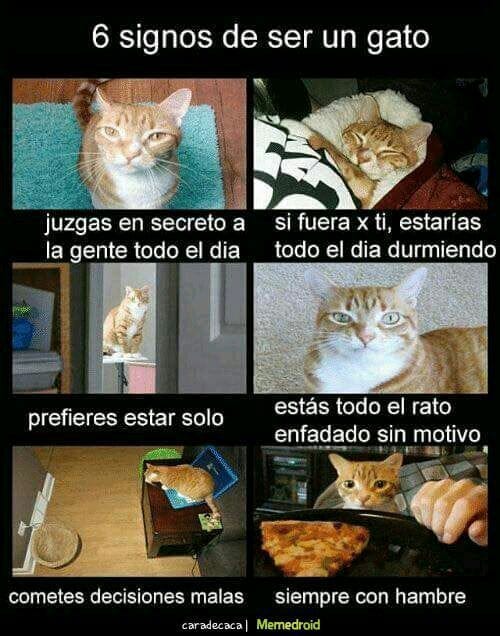 6 signos de ser un gato
juzgas en secreto a
la gente todo el dia
si fuera x ti, estarías
todo el dia durmiendo
prefieres estar solo
estás todo el rato
enfadado sin motivo
cometes decisiones malas
siempre con hambre
caradecaca| Memedroid